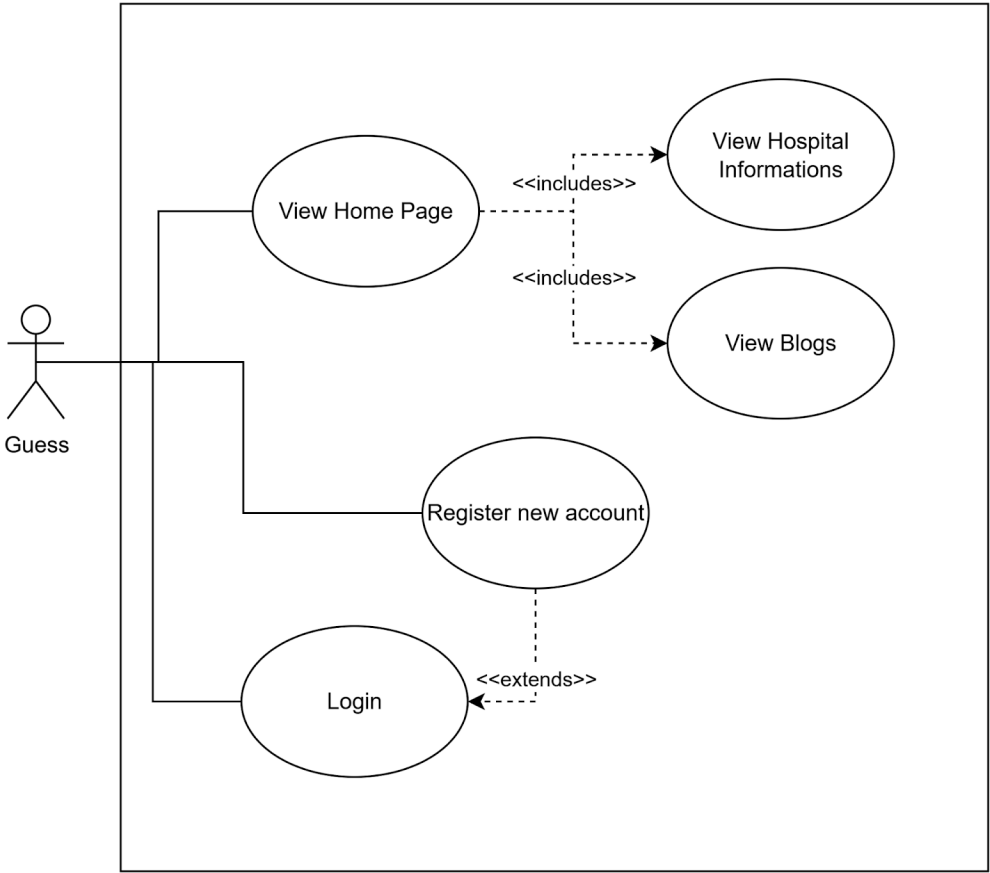 View Hospital
Informations
<<includes>>
View Home Page
<<includes>>
View Blogs
Guess
Register new account
<<extends>>
Login